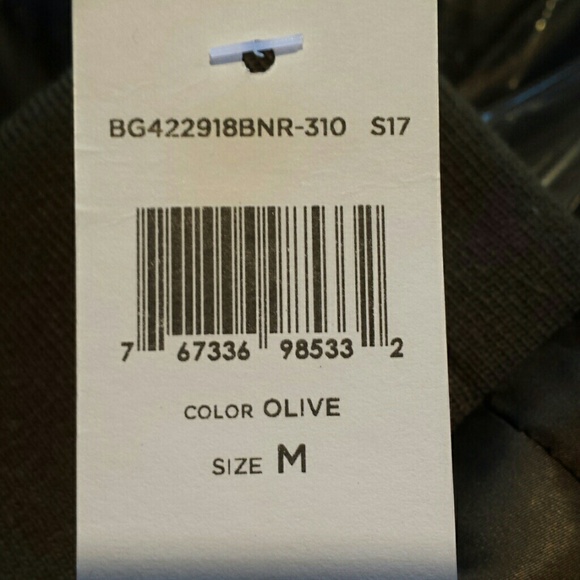 BG422918BNR-310 S17
7 67336 98533 2
COLOR OLIVE
SIZE M